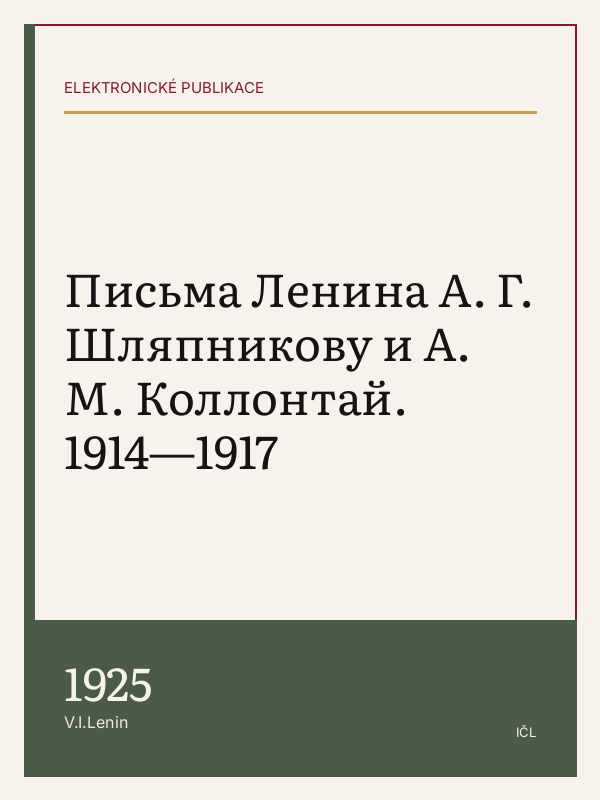 ELEKTRONICKÉ PUBLIKACE
Письма Ленина А. Г.
Шляпникову и А.
М. Коллонтай.
1914—1917
1925
V.I.Lenin
IČL